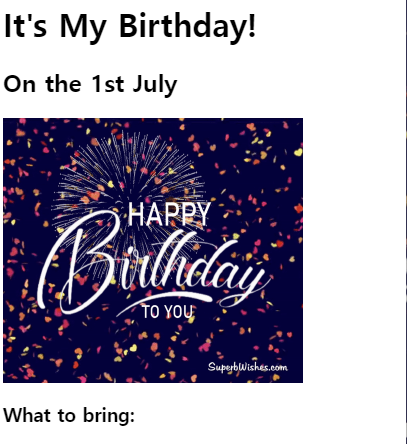 It's My Birthday!
On the 1st July
HAPPY
Birthday
TO YOU
SuperbWishes.com
What to bring: